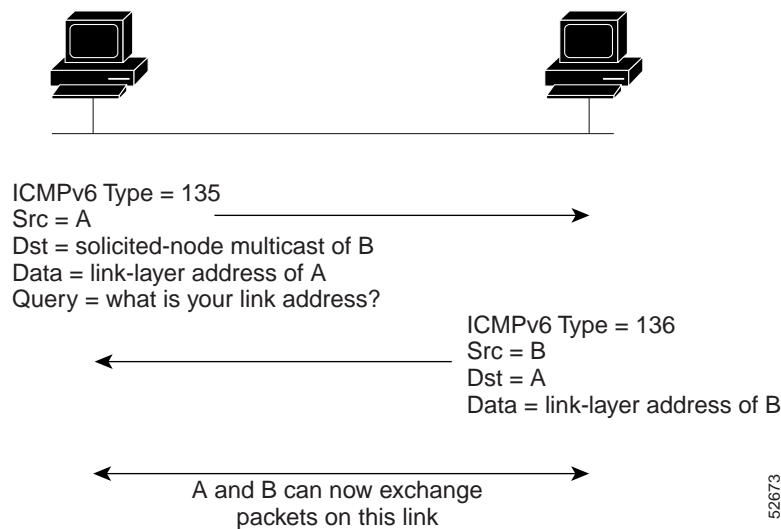 ICMPv6 Type = 135
Src = A
Dst = solicited-node multicast of B
Data = link-layer address of A
Query = what is your link address?
ICMPv6 Type = 136
Src = B
Dst = A
Data = link-layer address of B
A and B can now exchange
packets on this link
52673